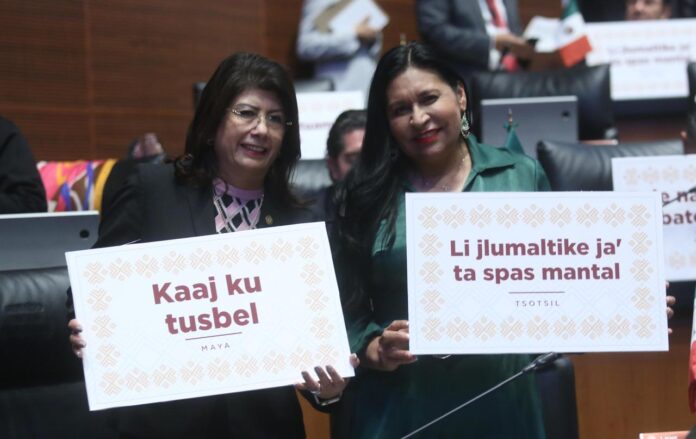 Kaaj ku
tusbel
MAYA
Li jlumaltike ja'
ta spas mantal
TSOTSIL